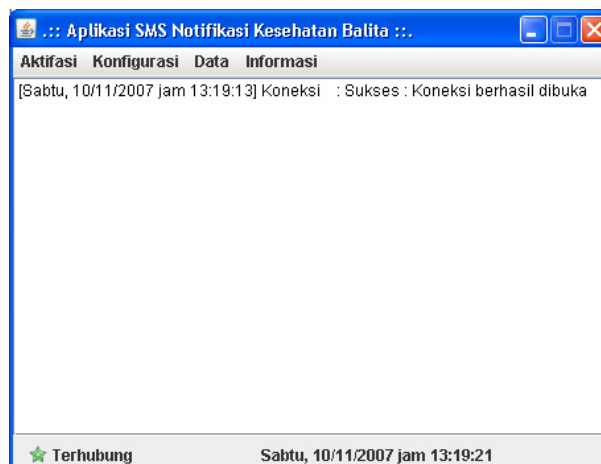 .:: Aplikasi SMS Notifikasi Kesehatan Balita ::.
Aktifasi Konfigurasi Data Informasi
[Sabtu, 10/11/2007 jam 13:19:13] Koneksi : Sukses : Koneksi berhasil dibuka
Terhubung Sabtu, 10/11/2007 jam 13:19:21